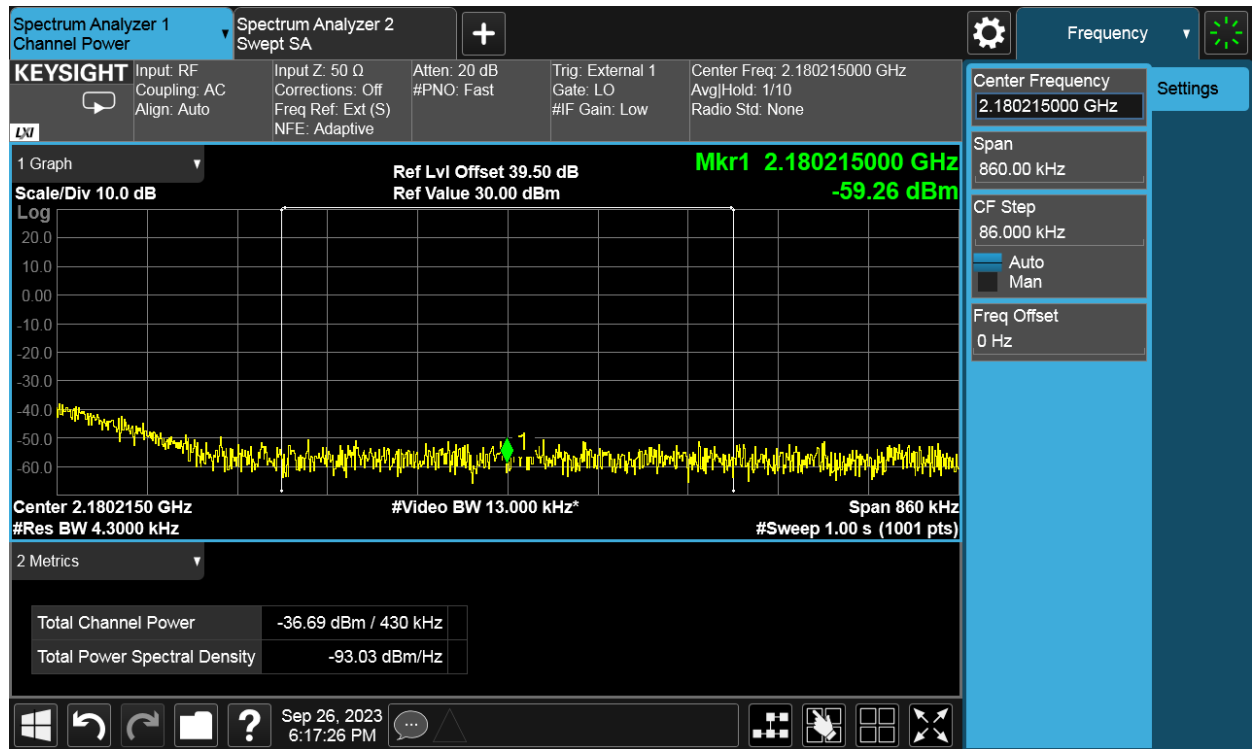 Spectrum Analyzer 1
Channel Power
Spectrum Analyzer 2
Swept SA
+
Frequency
KEYSIGHT
LXI
Input: RF
Coupling: AC
Align: Auto
Input Z: 50 Ω
Corrections: Off
Freq Ref: Ext (S)
NFE: Adaptive
Atten: 20 dB
#PNO: Fast
Trig: External 1
Gate: LO
#IF Gain: Low
Center Freq: 2.180215000 GHz
Avg|Hold: 1/10
Radio Std: None
Center Frequency
2.180215000 GHz
Settings
Span
860.00 kHz
CF Step
86.000 kHz
Auto
Man
Freq Offset
0 Hz
1 Graph
Scale/Div 10.0 dB
Log
Ref Lvl Offset 39.50 dB
Ref Value 30.00 dBm
Mkr1 2.180215000 GHz
-59.26 dBm
20.0
10.0
0.00
-10.0
-20.0
-30.0
-40.0
-50.0
-60.0
1
Center 2.1802150 GHz
#Video BW 13.000 kHz*
Span 860 kHz
#Res BW 4.3000 kHz
#Sweep 1.00 s (1001 pts)
2 Metrics
Total Channel Power -36.69 dBm / 430 kHz
Total Power Spectral Density -93.03 dBm/Hz
?
Sep 26, 2023
6:17:26 PM